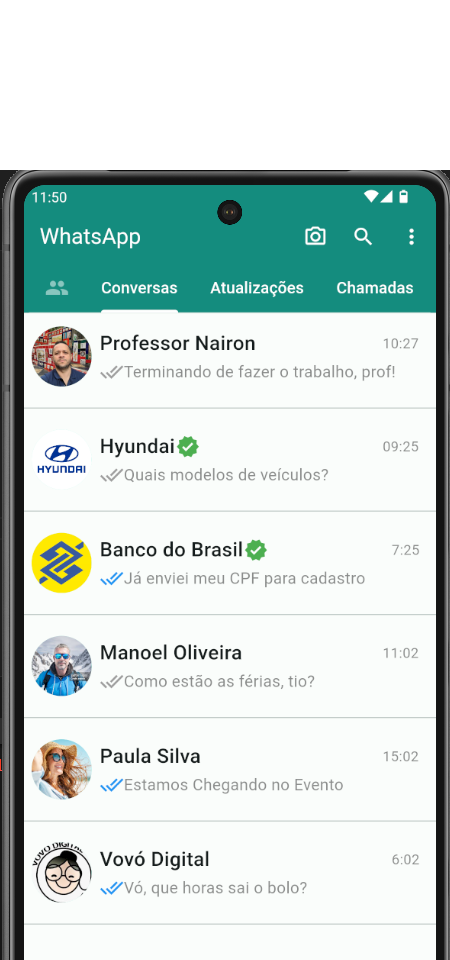 11:50
WhatsApp
Conversas Atualizações Chamadas
Professor Nairon 10:27
Terminando de fazer o trabalho, prof!
Hyundai 09:25
HYUNDAI
Quais modelos de veículos?
Banco do Brasil 7:25
Já enviei meu CPF para cadastro
Manoel Oliveira 11:02
Como estão as férias, tio?
Paula Silva 15:02
Estamos Chegando no Evento
VOVÓ DIGITAL
Vovó Digital 6:02
Vó, que horas sai o bolo?